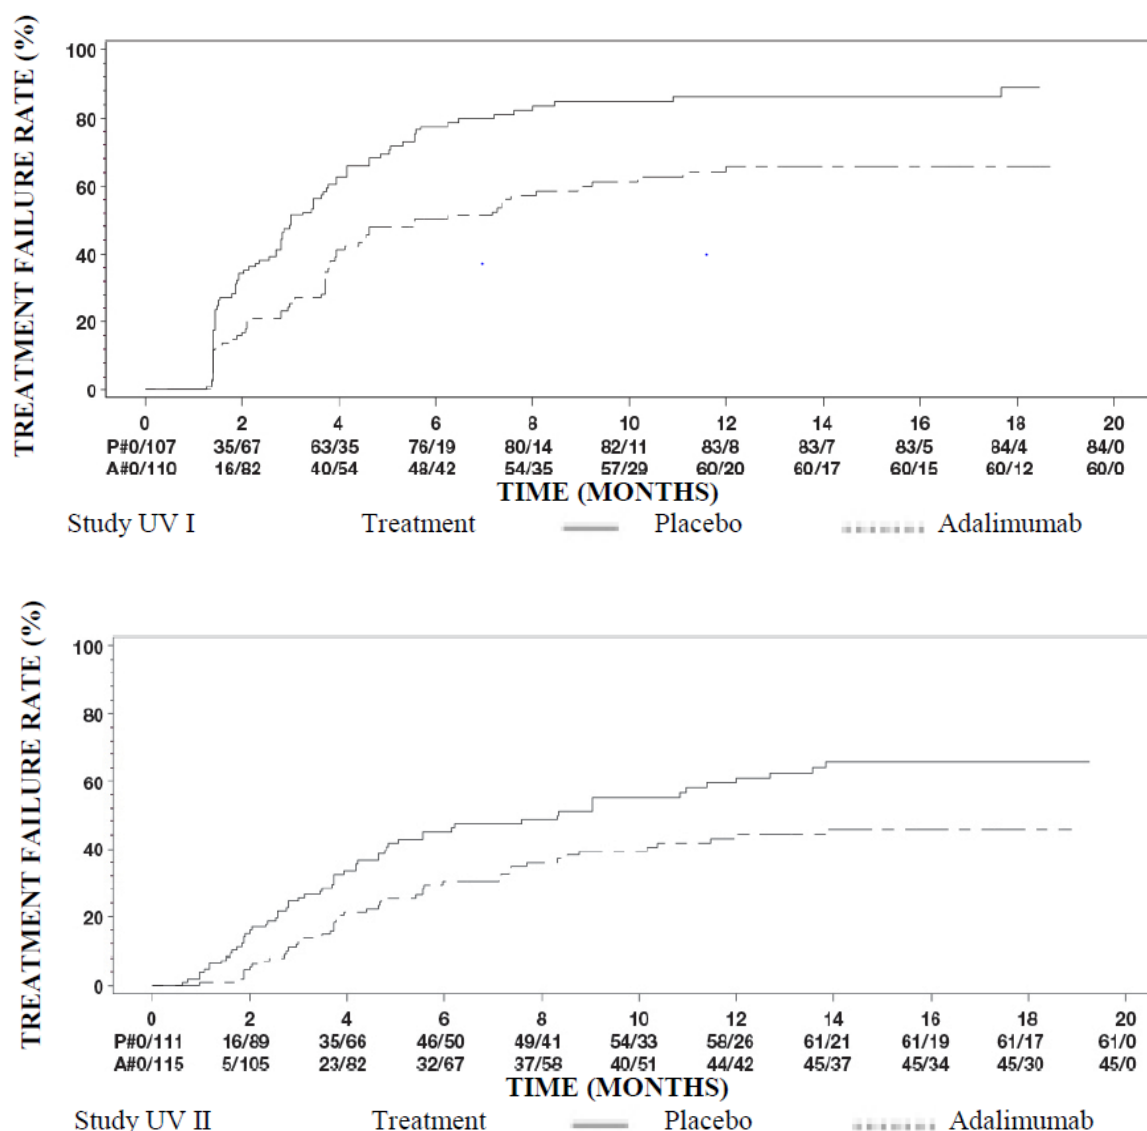 TREATMENT FAILURE RATE (%)
100
80
60
40
20
0
0 2 4 6 8 10 12 14 16 18 20
P#0/107 35/67 63/35 76/19 80/14 82/11 83/8 83/7 83/5 84/4 84/0
A#0/110 16/82 40/54 48/42 54/35 57/29 60/20 60/17 60/15 60/12 60/0
TIME (MONTHS)
Study UV I Treatment Placebo Adalimumab
TREATMENT FAILURE RATE (%)
100
80
60
40
20
0
0 2 4 6 8 10 12 14 16 18 20
P#0/111 16/89 35/66 46/50 49/41 54/33 58/26 61/21 61/19 61/17 61/0
A#0/115 5/105 23/82 32/67 37/58 40/51 44/42 45/37 45/34 45/30 45/0
TIME (MONTHS)
Study UV II Treatment Placebo Adalimumab